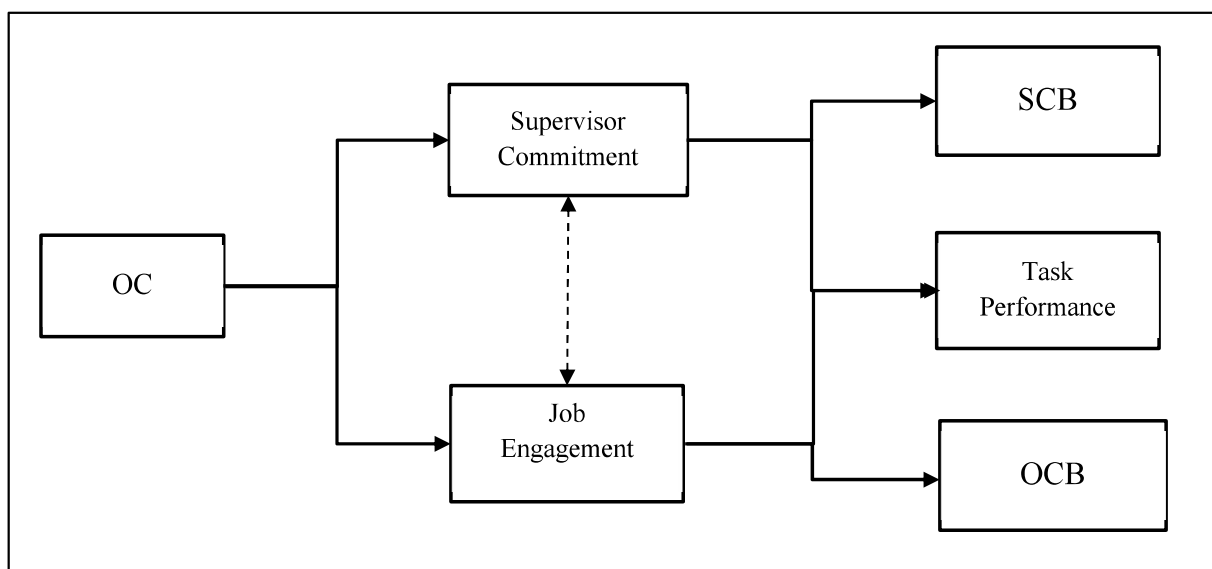 OC
Supervisor
Commitment
Job
Engagement
SCB
Task
Performance
OCB